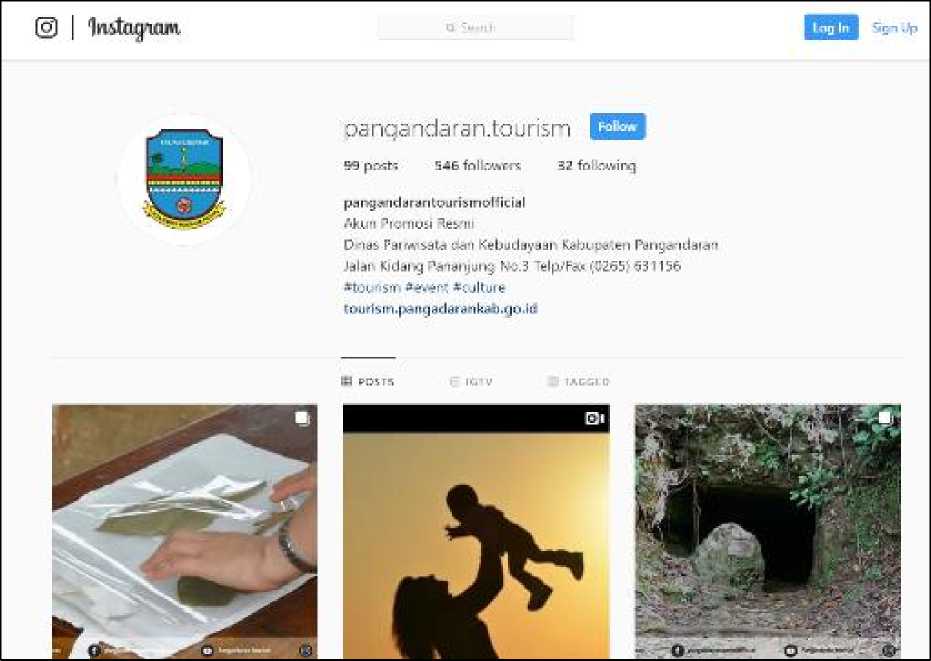 Instagram
Search
Log In
Sign Up
pangandaran.tourism
Follow
99 posts 546 followers 32 following
pangandarantourismofficial
Akun Promosi Resmi
Dinas Pariwisata dan Kebudayaan Kabupaten Pangandaran
Jalan Kidang Pananjung No.3 Telp/Fax (0265) 631156
#tourism #event #culture
tourism.pangadarankab.go.id
POSTS IGTV TAGGED